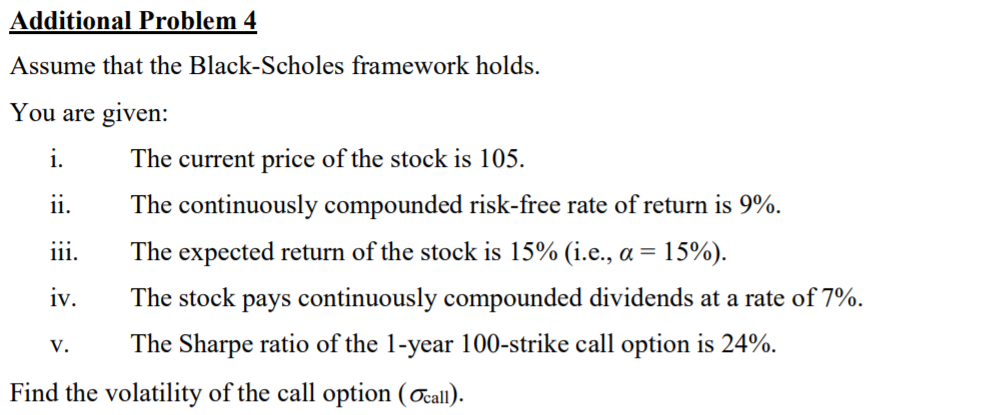 Additional Problem 4
Assume that the Black-Scholes framework holds.
You are given:
i. The current price of the stock is 105.
ii. The continuously compounded risk-free rate of return is 9%.
iii. The expected return of the stock is 15% (i.e., α = 15%).
iv. The stock pays continuously compounded dividends at a rate of 7%.
v. The Sharpe ratio of the 1-year 100-strike call option is 24%.
Find the volatility of the call option (σcall).